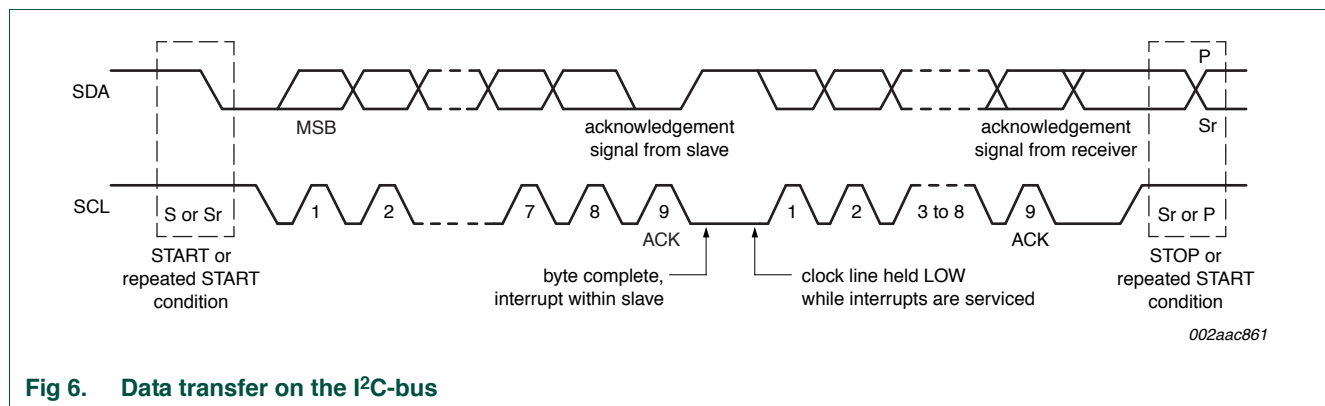 P
SDA
MSB
acknowledgement
signal from slave
acknowledgement
signal from receiver
Sr
SCL
S or Sr
1
2
7
8
9
1
2
3 to 8
9
Sr or P
ACK
ACK
START or
repeated START
condition
byte complete,
interrupt within slave
clock line held LOW
while interrupts are serviced
STOP or
repeated START
condition
002aac861
Fig 6. Data transfer on the I²C-bus